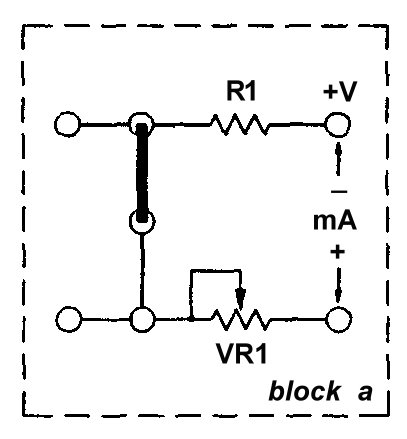 R1 +V
–
mA
+
VR1
block a